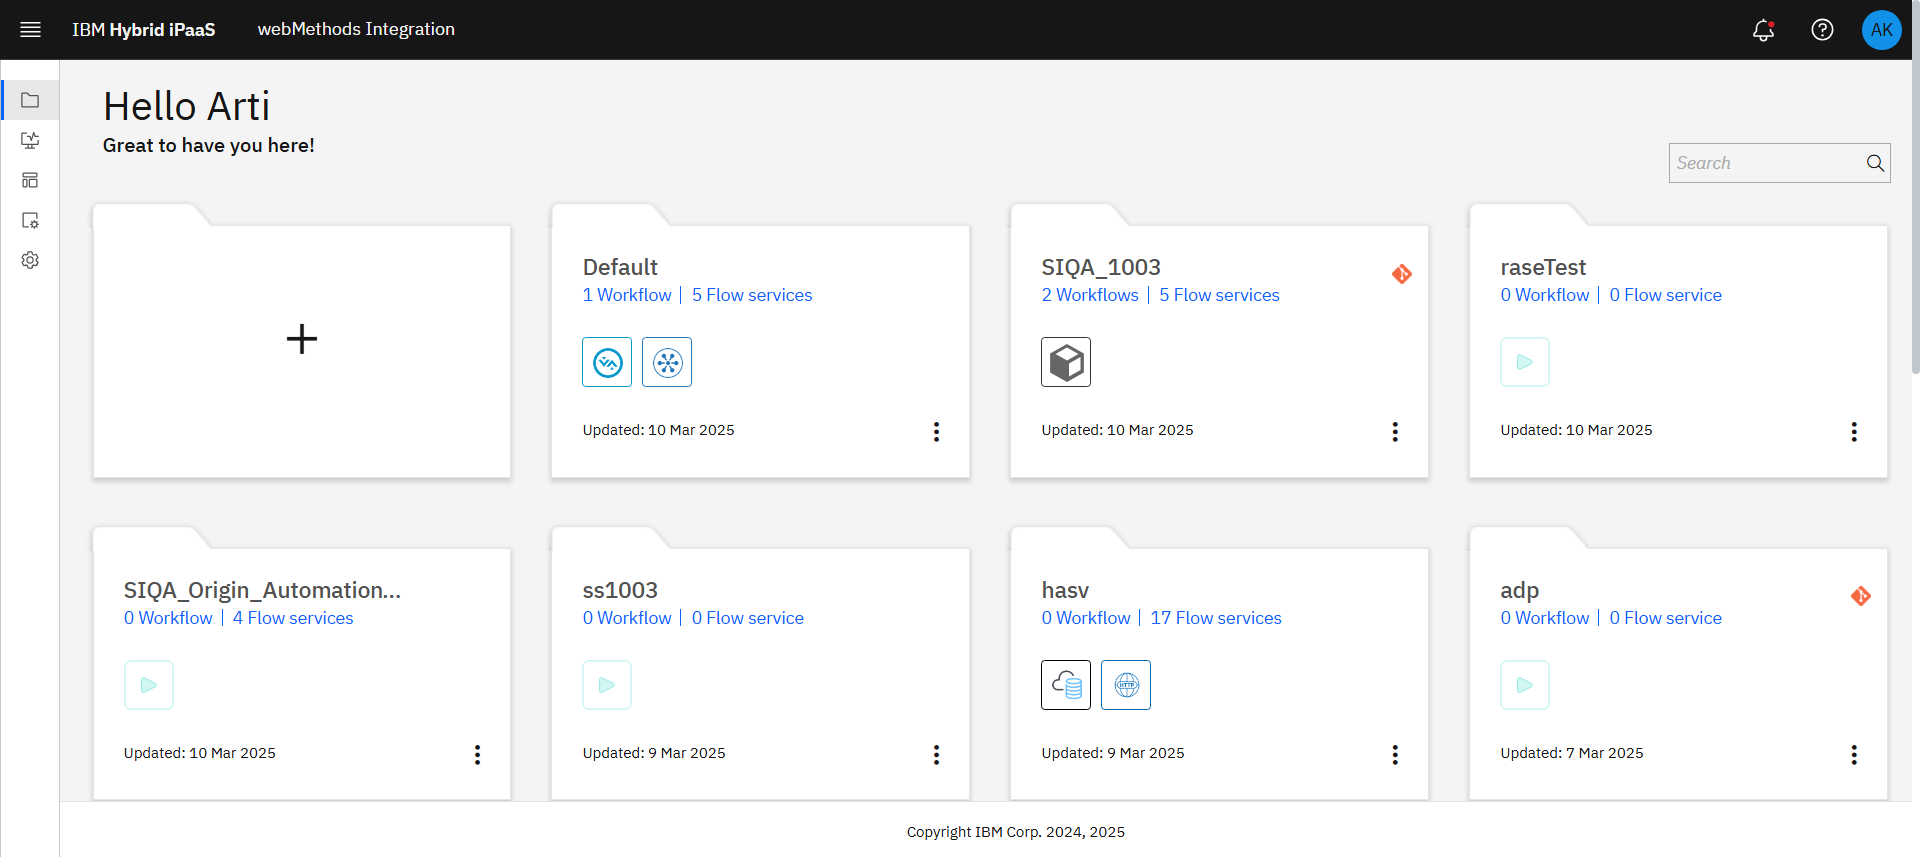 IBM Hybrid iPaaS
webMethods Integration
AK
Hello Arti
Great to have you here!
Search
Default
1 Workflow | 5 Flow services
Updated: 10 Mar 2025
SIQA_1003
2 Workflows | 5 Flow services
Updated: 10 Mar 2025
raseTest
0 Workflow | 0 Flow service
Updated: 10 Mar 2025
SIQA_Origin_Automation...
0 Workflow | 4 Flow services
Updated: 10 Mar 2025
ss1003
0 Workflow | 0 Flow service
Updated: 9 Mar 2025
hasv
0 Workflow | 17 Flow services
HTTP
Updated: 9 Mar 2025
adp
0 Workflow | 0 Flow service
Updated: 7 Mar 2025
Copyright IBM Corp. 2024, 2025